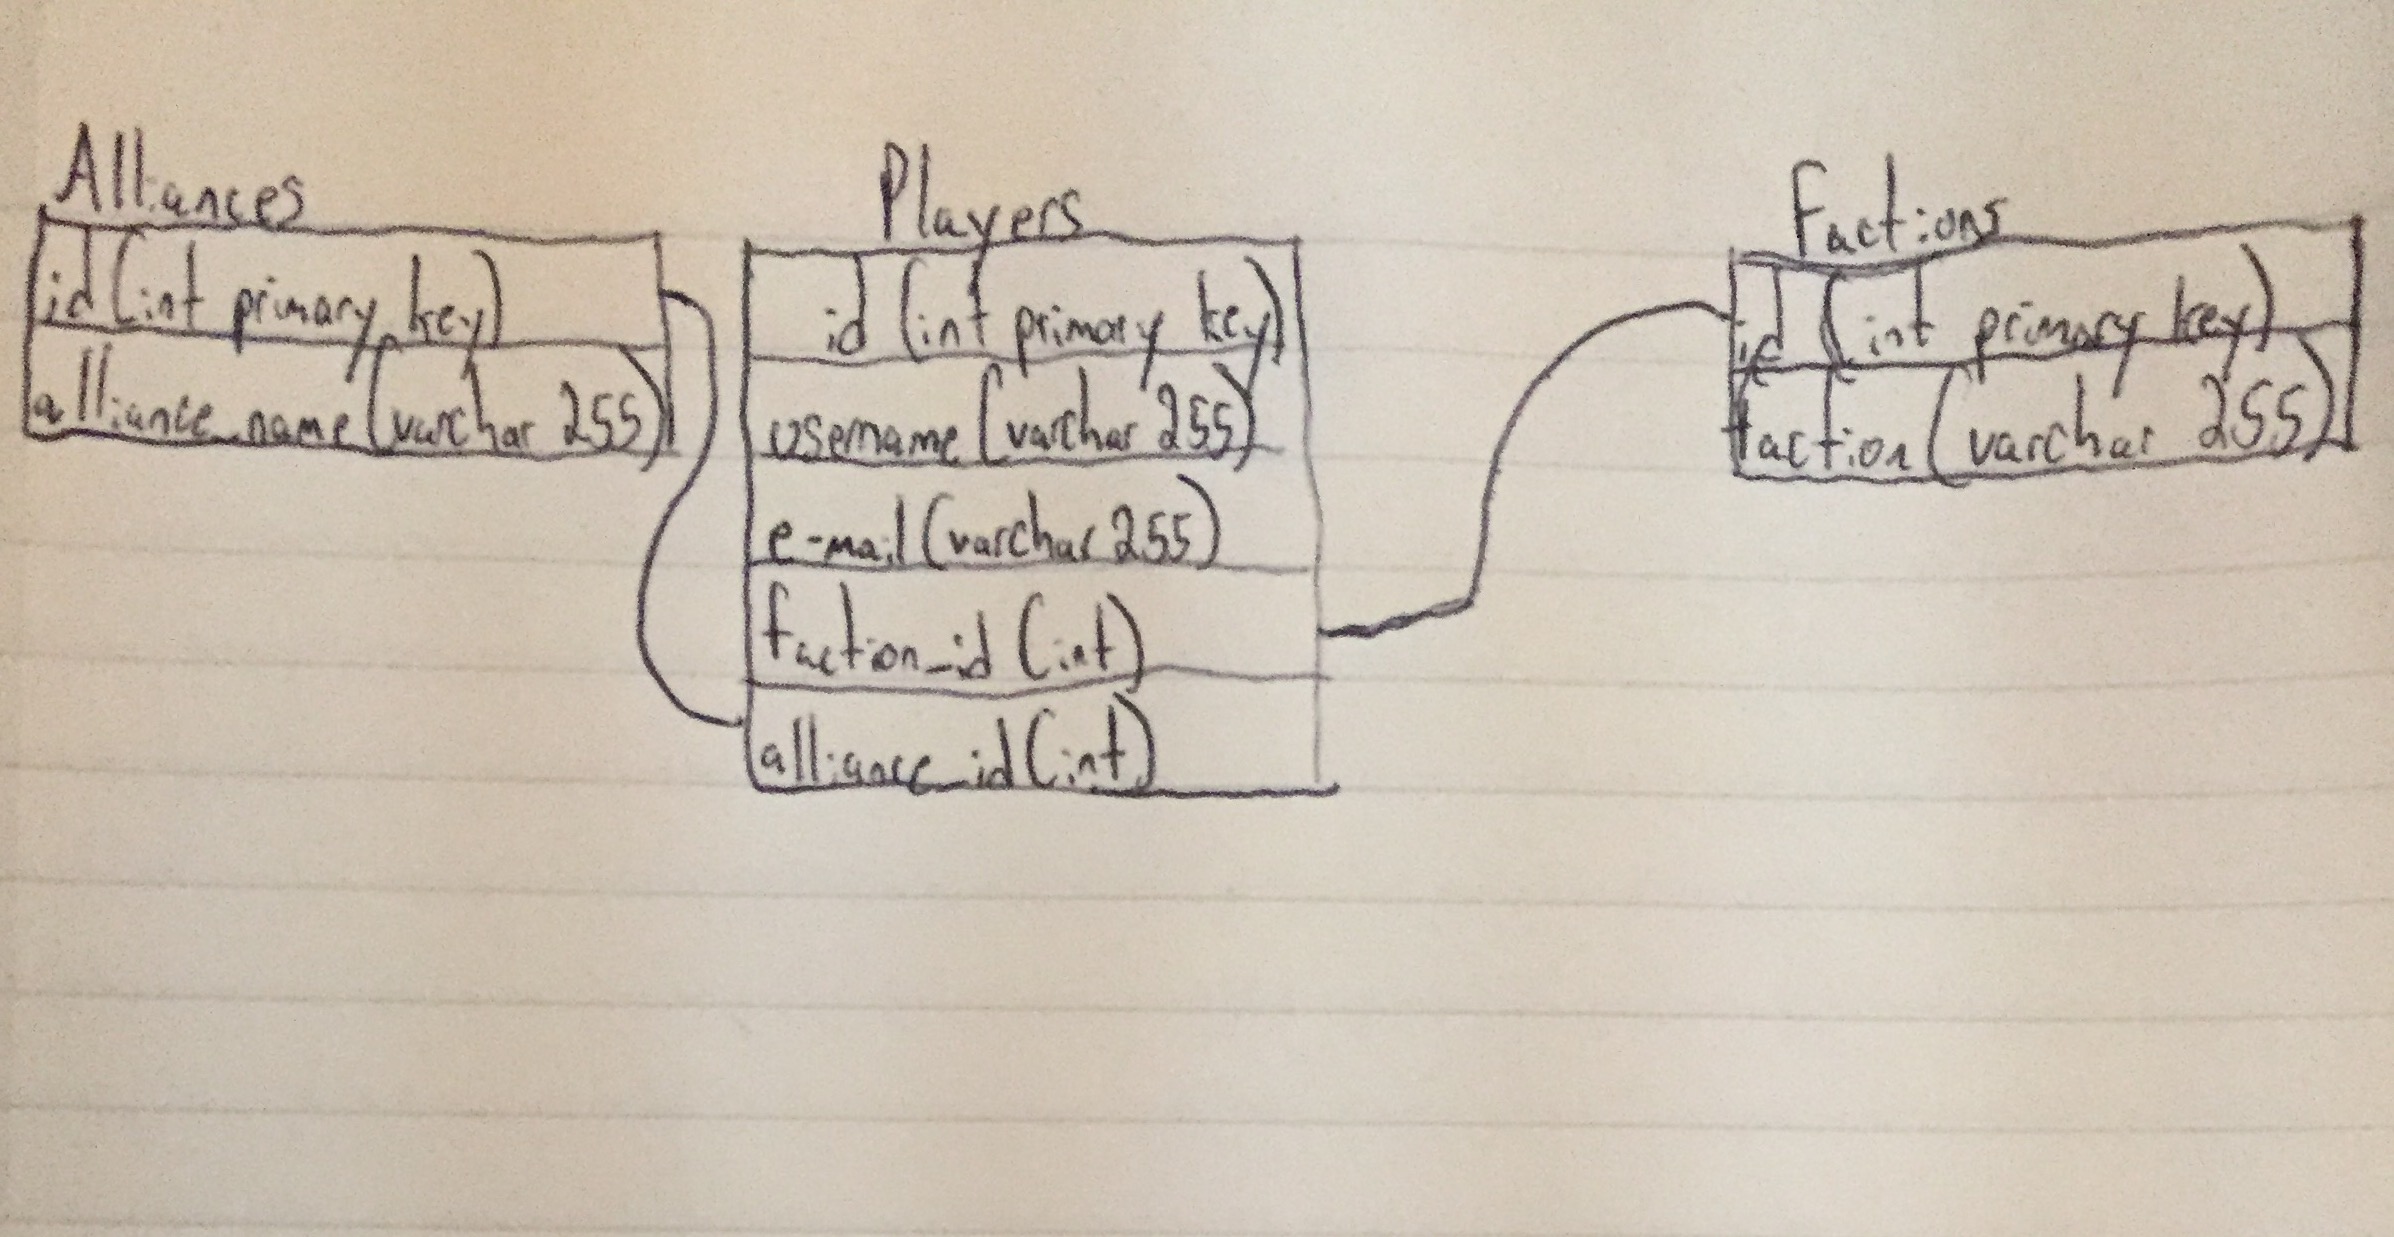 Alliances
id (int primary key)
alliance_name (varchar 255)
Players
id (int primary key)
username (varchar 255)
e-mail (varchar 255)
faction_id (int)
alliance_id (int)
Factions
id (int primary key)
faction (varchar 255)